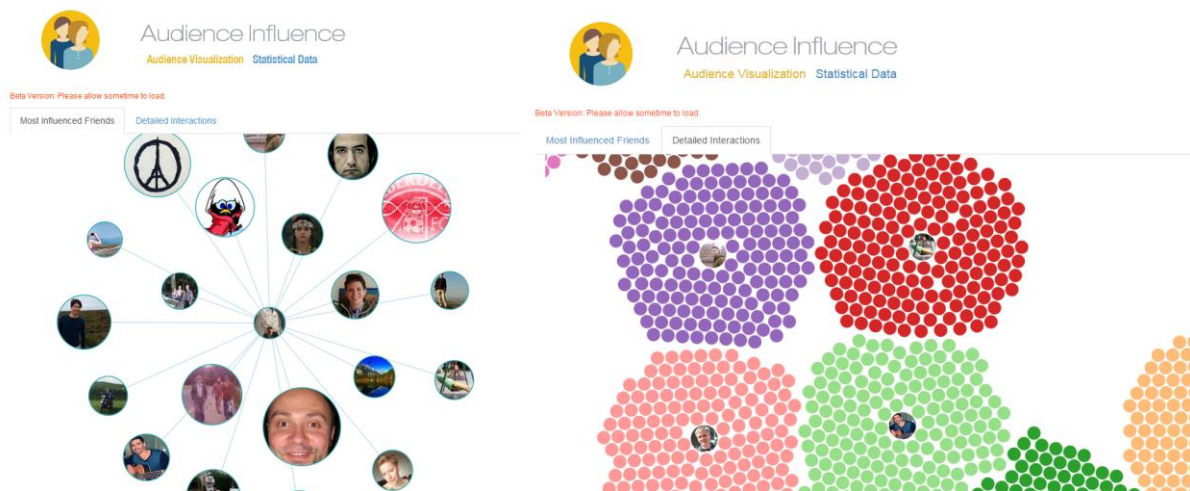 Audience Influence
Audience Visualization Statistical Data
Beta Version: Please allow sometime to load.
Most Influenced Friends Detailed Interactions
Audience Influence
Audience Visualization Statistical Data
Beta Version: Please allow sometime to load.
Most Influenced Friends Detailed Interactions